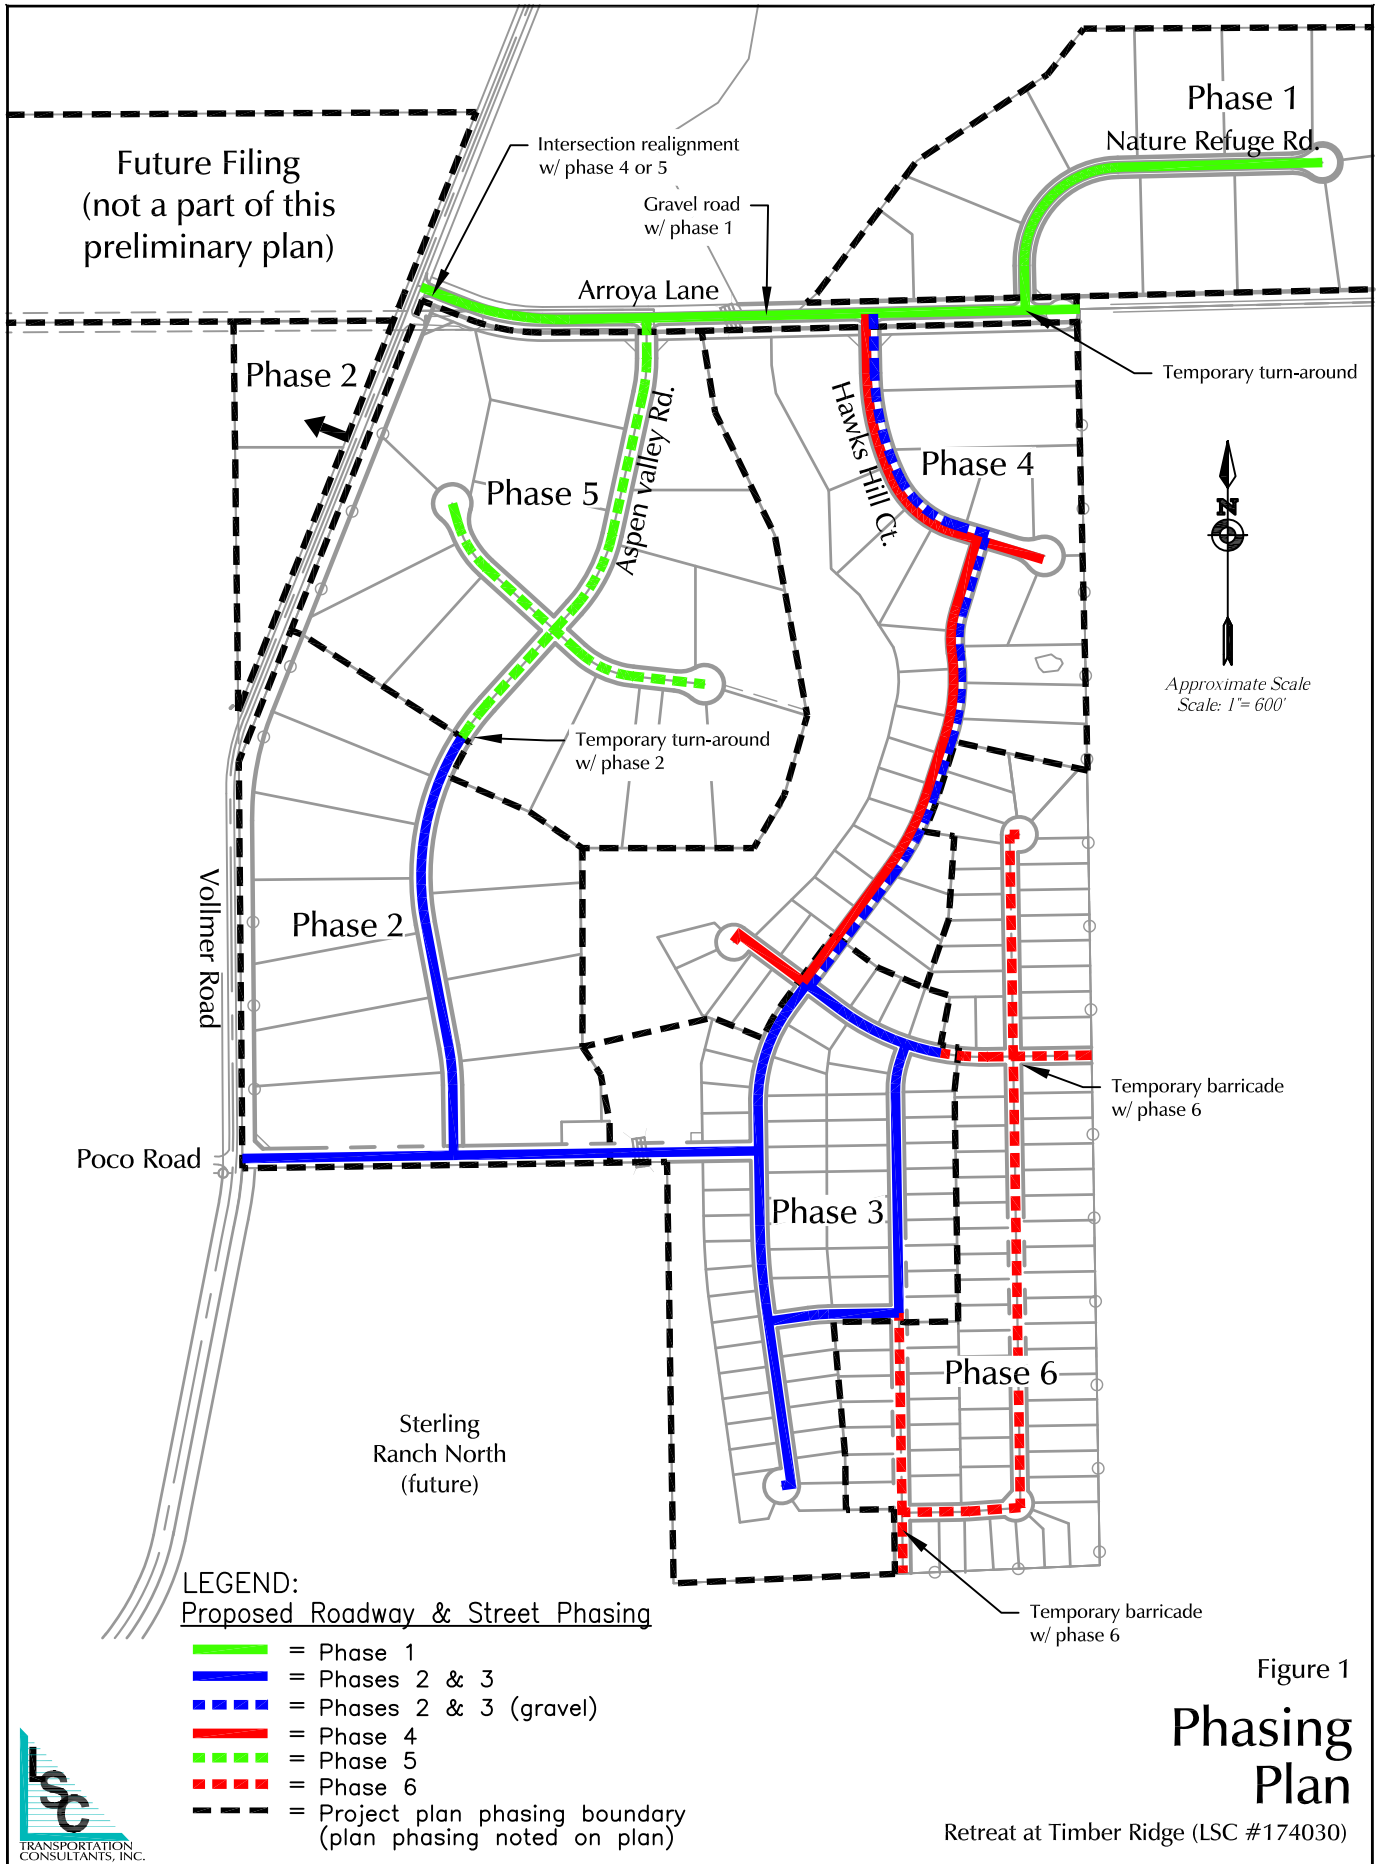 Phase 1
Nature Refuge Rd.
Intersection realignment
w/ phase 4 or 5
Future Filing
(not a part of this
preliminary plan)
Gravel road
w/ phase 1
Arroya Lane
Phase 2
Temporary turn-around
Hawks Hill Ct.
Aspen valley Rd.
Phase 4
Phase 5
N
Approximate Scale
Scale: 1"= 600'
Temporary turn-around
w/ phase 2
Vollmer Road
Phase 2
Temporary barricade
w/ phase 6
Poco Road
Phase 3
Phase 6
Sterling
Ranch North
(future)
LEGEND:
Proposed Roadway & Street Phasing
= Phase 1
= Phases 2 & 3
= Phases 2 & 3 (gravel)
= Phase 4
= Phase 5
= Phase 6
= Project plan phasing boundary
(plan phasing noted on plan)
Temporary barricade
w/ phase 6
Figure 1
Phasing
Plan
Retreat at Timber Ridge (LSC #174030)
LSC
TRANSPORTATION
CONSULTANTS, INC.